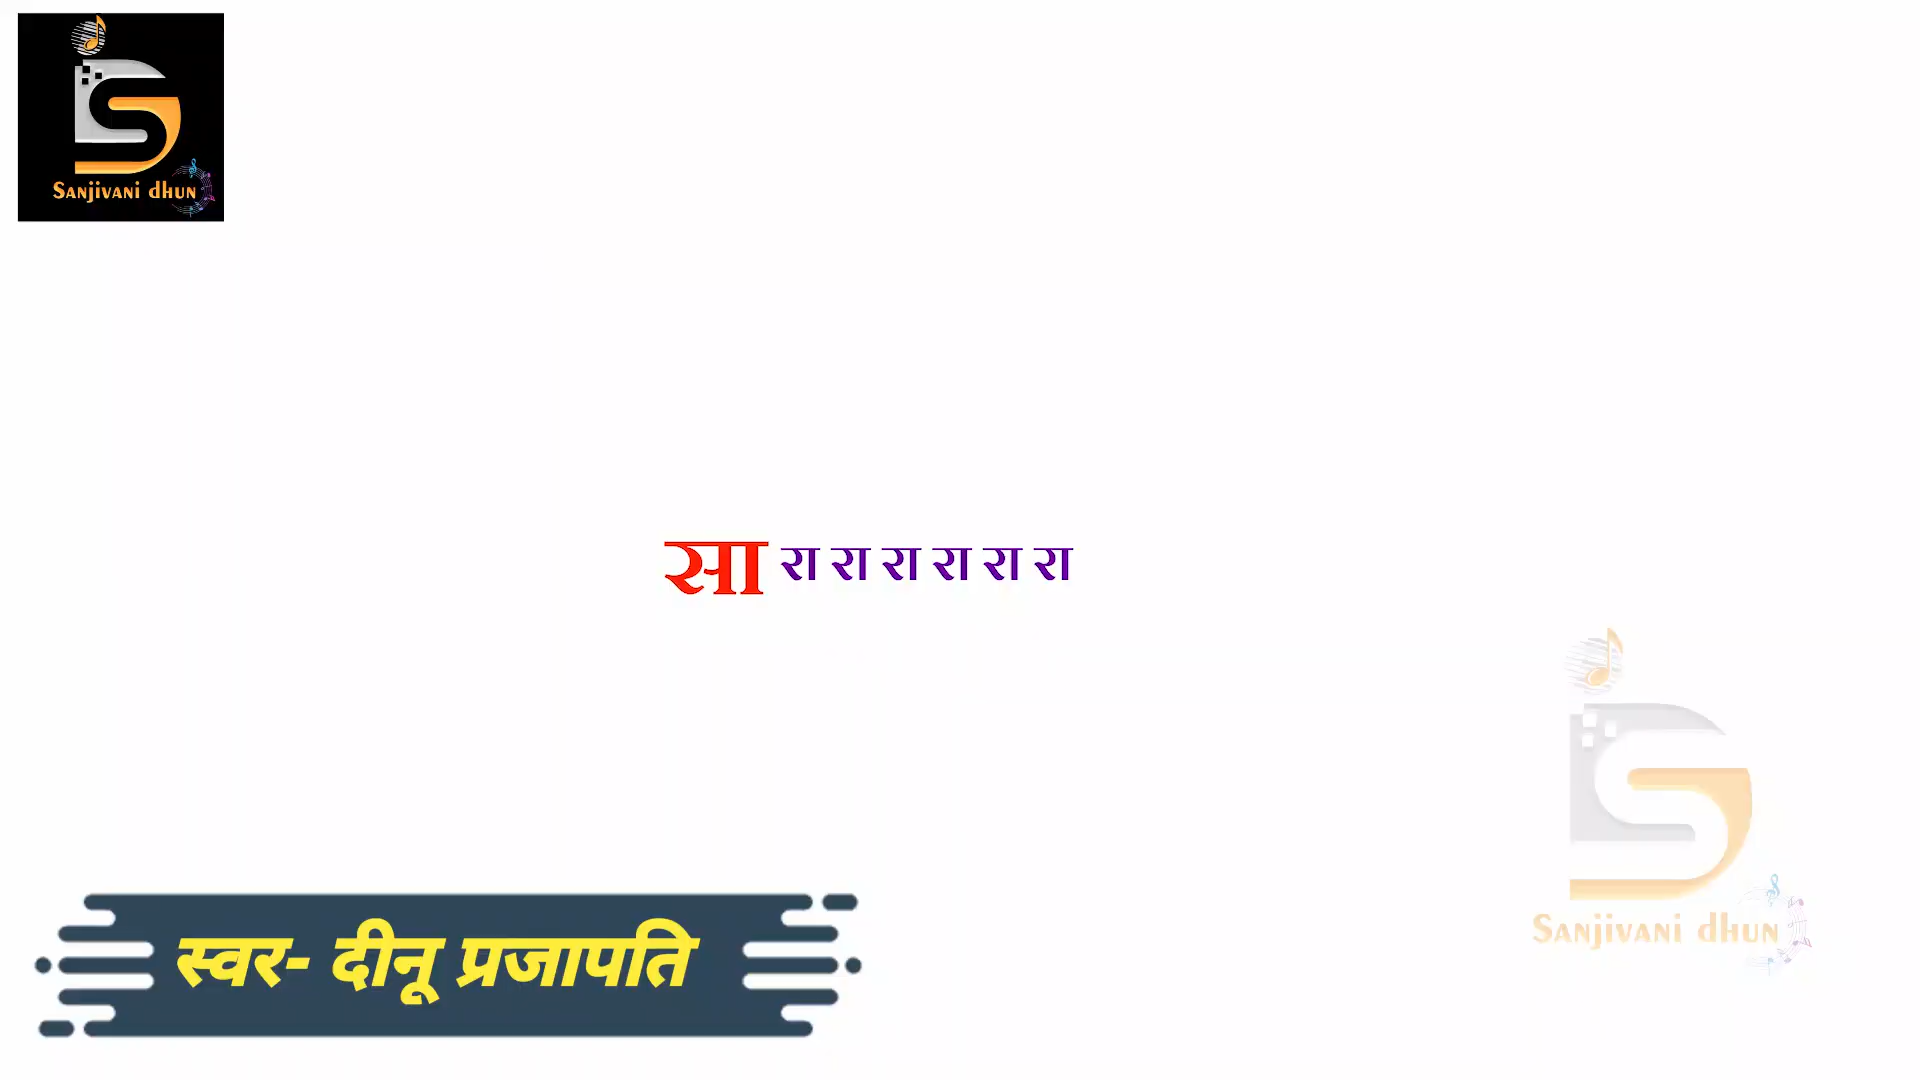 Sanjivani dhun
सा रा रा रा रा रा रा
स्वर- दीनू प्रजापति
Sanjivani dhun